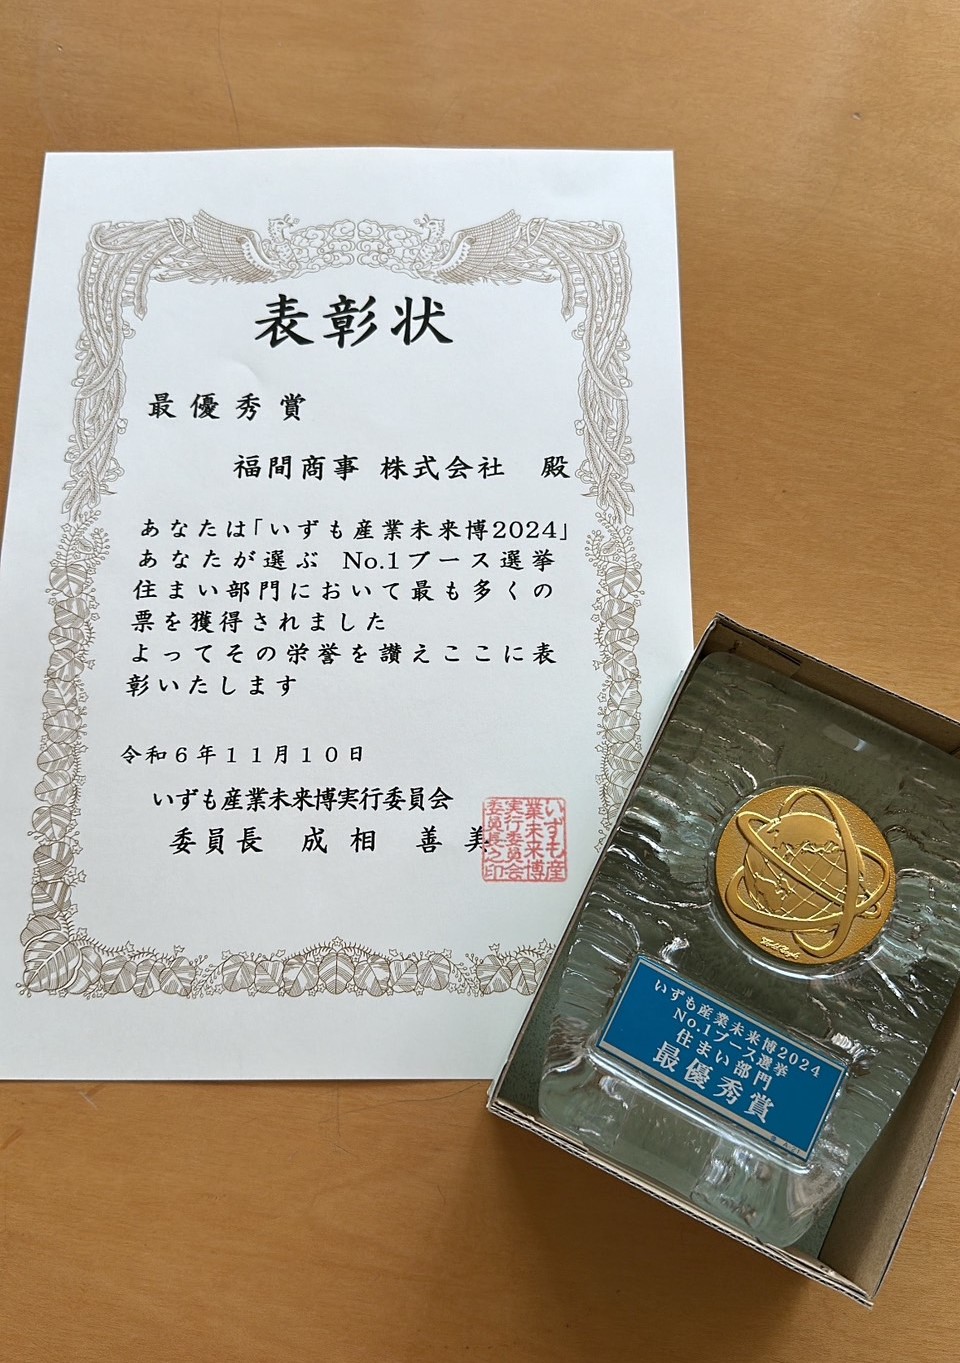 表彰状
最優秀賞
福間商事 株式会社 殿
あなたは「いずも産業未来博2024」
あなたが選ぶ No.1ブース選挙
住まい部門において最も多くの
票を獲得されました
よってその栄誉を讃えここに表
彰いたします
令和6年11月10日
いずも産業未来博実行委員会
委員長 成相 善美
いずも産
業未来博
実行委員会
委員長之印
いずも産業未来博2024
No.1ブース選挙
住まい部門
最優秀賞